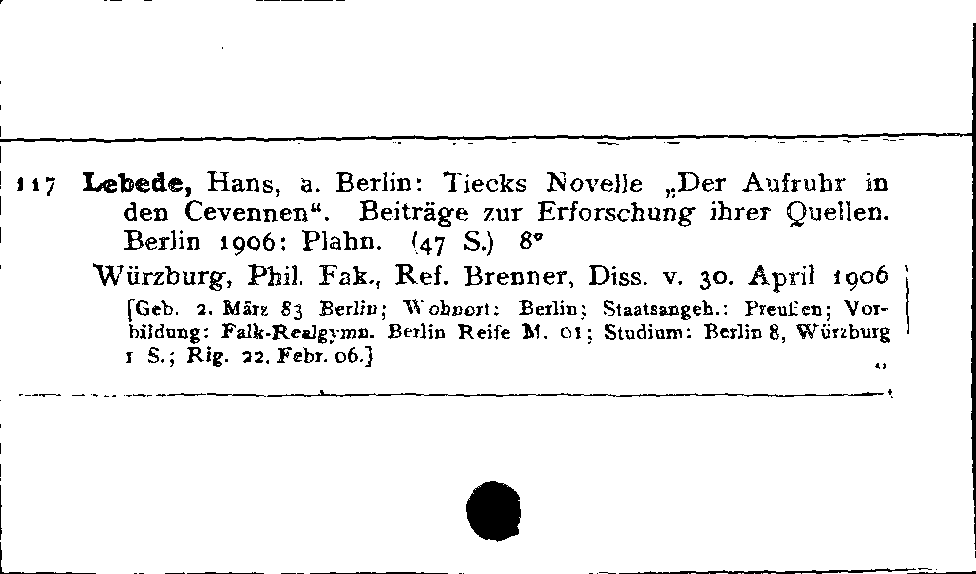 117 Lebede, Hans, a. Berlin: Tiecks Novelle „Der Aufruhr in
den Cevennen“. Beiträge zur Erforschung ihrer Quellen.
Berlin 1906: Plahn. (47 S.) 8°
Würzburg, Phil. Fak., Ref. Brenner, Diss. v. 30. April 1906
[Geb. 2. März 83 Berlin; Wohnort: Berlin; Staatsangeh.: Preußen; Vor-
bildung: Falk-Realgymn. Berlin Reife M. 01; Studium: Berlin 8, Würzburg
1 S.; Rig. 22. Febr. 06.]